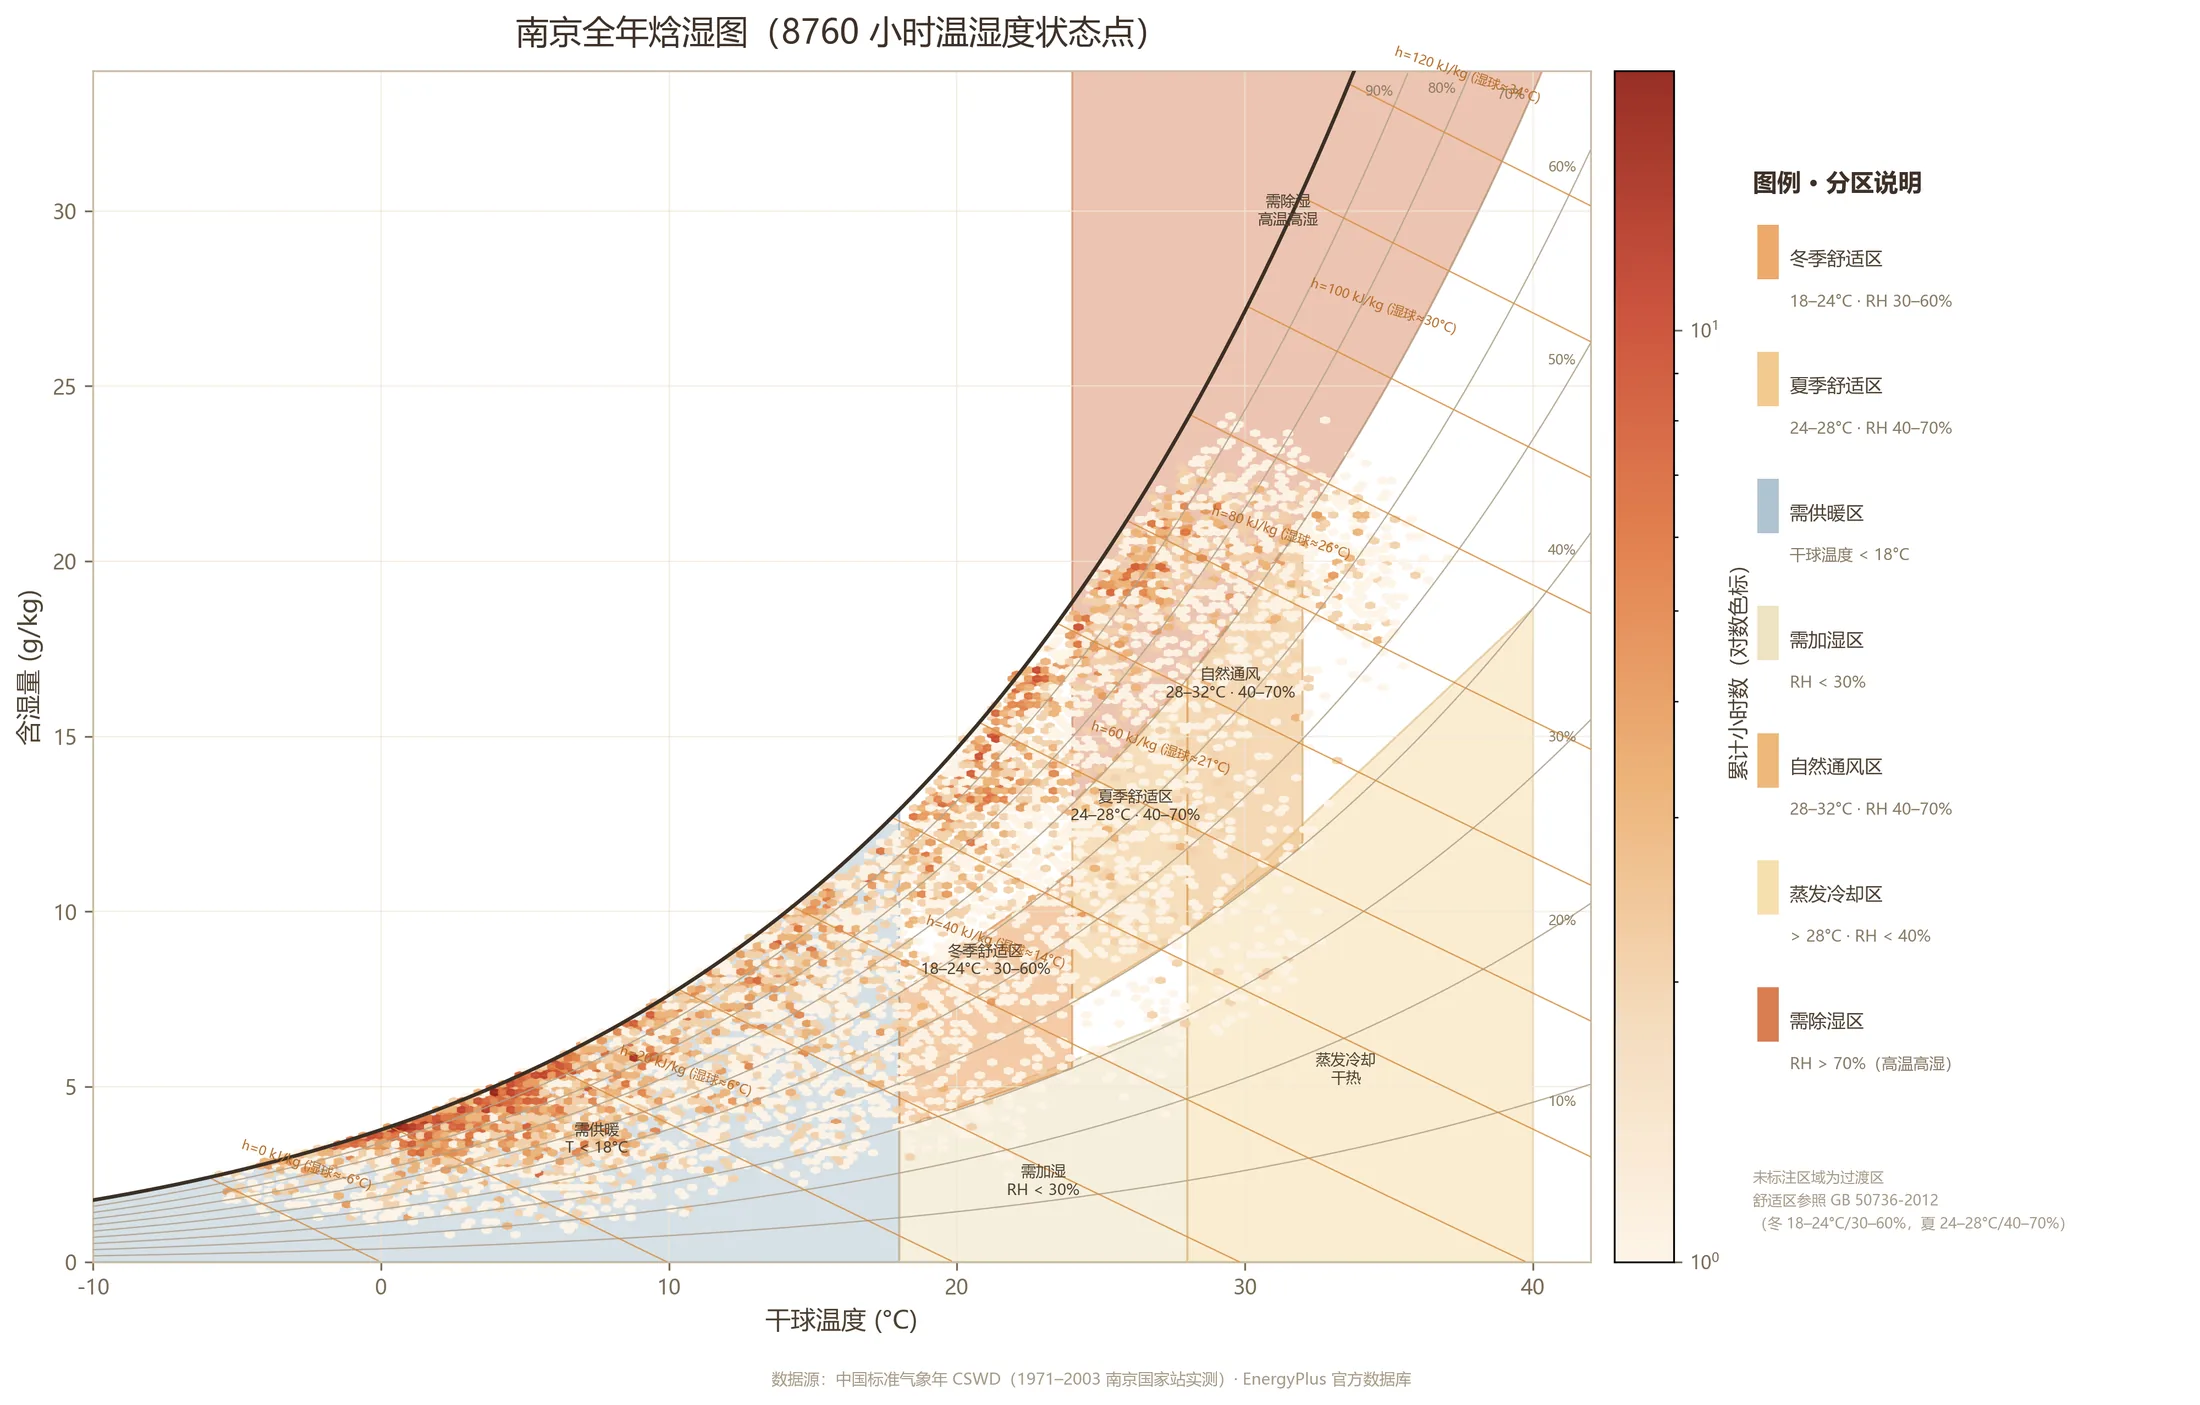 南京全年焓湿图（8760 小时温湿度状态点）
h=120 kJ/kg (湿球≈34°C)
90%
80%
70%
60%
需除湿
高温高湿
h=100 kJ/kg (湿球≈30°C)
50%
h=80 kJ/kg (湿球≈26°C)
40%
自然通风
28–32°C · 40–70%
h=60 kJ/kg (湿球≈21°C)
30%
夏季舒适区
24–28°C · 40–70%
20%
h=40 kJ/kg (湿球≈14°C)
冬季舒适区
18–24°C · 30–60%
h=20 kJ/kg (湿球≈6°C)
蒸发冷却
干热
10%
需供暖
T < 18°C
h=0 kJ/kg (湿球≈-6°C)
需加湿
RH < 30%
30
25
20
15
10
5
0
含湿量 (g/kg)
-10
0
10
20
30
40
干球温度 (°C)
10¹
10⁰
累计小时数（对数色标）
图例 · 分区说明
冬季舒适区
18–24°C · RH 30–60%
夏季舒适区
24–28°C · RH 40–70%
需供暖区
干球温度 < 18°C
需加湿区
RH < 30%
自然通风区
28–32°C · RH 40–70%
蒸发冷却区
> 28°C · RH < 40%
需除湿区
RH > 70%（高温高湿）
未标注区域为过渡区
舒适区参照 GB 50736-2012
（冬 18–24°C/30–60%，夏 24–28°C/40–70%）
数据源：中国标准气象年 CSWD（1971–2003 南京国家站实测）· EnergyPlus 官方数据库